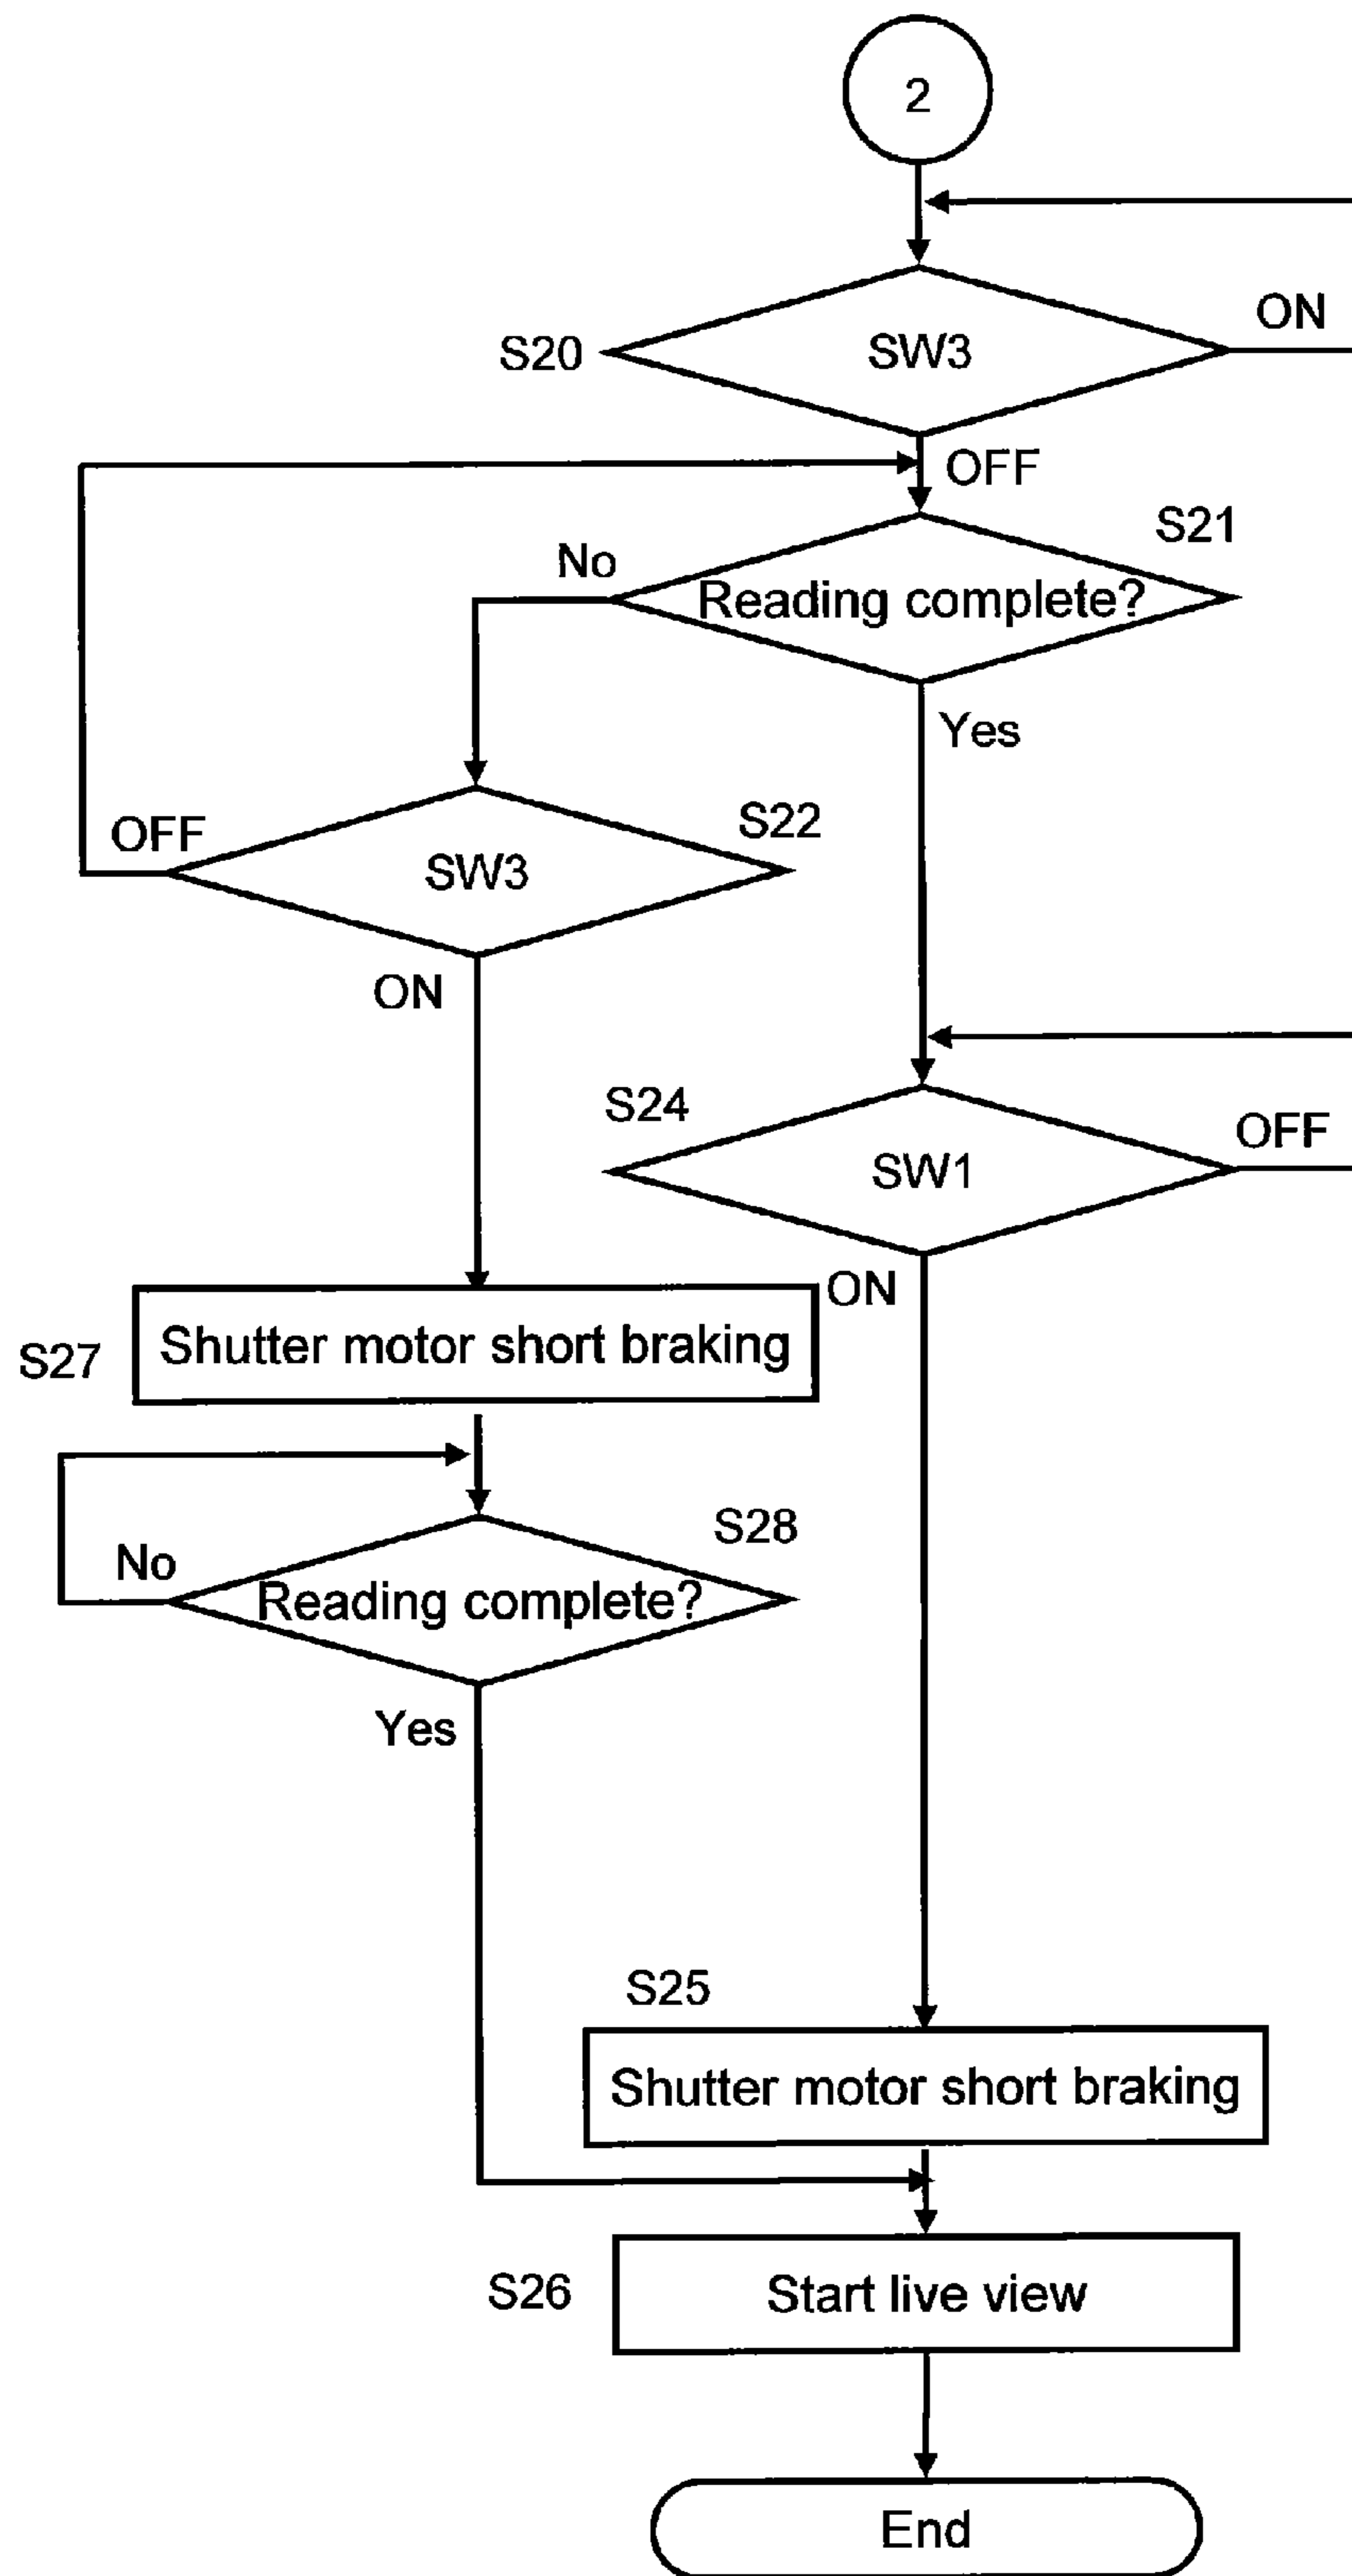 2
ON
S20
SW3
OFF
S21
No
Reading complete?
Yes
S22
OFF
SW3
ON
S24
OFF
SW1
ON
Shutter motor short braking
S27
S28
No
Reading complete?
Yes
S25
Shutter motor short braking
S26
Start live view
End